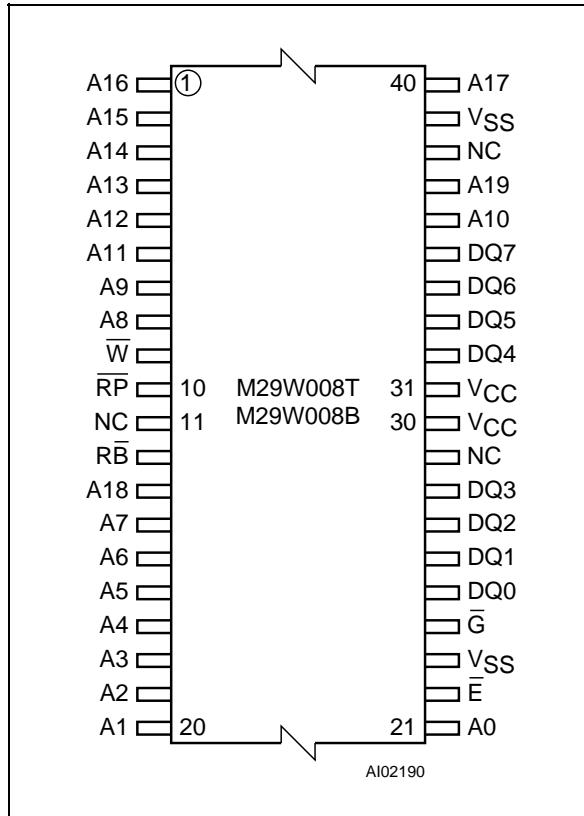 A16 ① 40 A17
A15 VSS
A14 NC
A13 A19
A12 A10
A11 DQ7
A9 DQ6
A8 DQ5
W̅ DQ4
R̅P̅ 10 M29W008T 31 VCC
NC 11 M29W008B 30 VCC
RB̅ NC
A18 DQ3
A7 DQ2
A6 DQ1
A5 DQ0
A4 G̅
A3 VSS
A2 E̅
A1 20 21 A0
AI02190